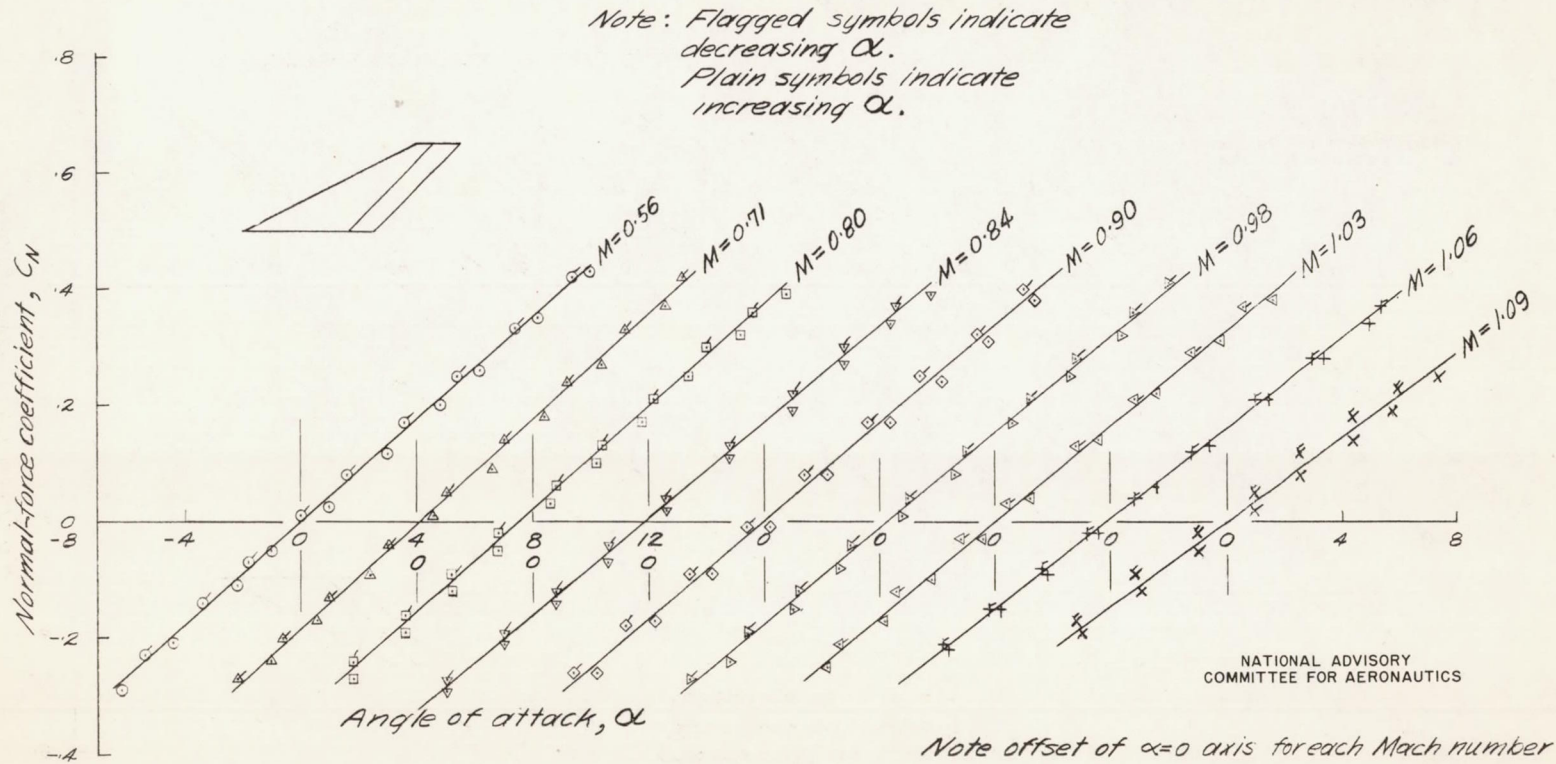 Note: Flagged symbols indicate
decreasing α.
Plain symbols indicate
increasing α.
.8
.6
.4
.2
0
-.2
-.4
Normal-force coefficient, CN
M=0.56
M=0.71
M=0.80
M=0.84
M=0.90
M=0.98
M=1.03
M=1.06
M=1.09
-8 -4 0 4 8 12 0 0 0 0 0 4 8
0 0 0
Angle of attack, α
NATIONAL ADVISORY
COMMITTEE FOR AERONAUTICS
Note offset of α=0 axis for each Mach number